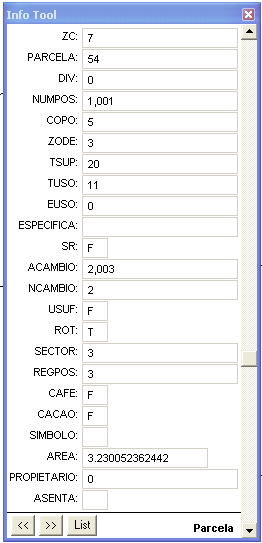 Info Tool
ZC: 7
PARCELA: 54
DIV: 0
NUMPOS: 1,001
COPO: 5
ZODE: 3
TSUP: 20
TUSO: 11
EUSO: 0
ESPECIFICA:
SR: F
ACAMBIO: 2,003
NCAMBIO: 2
USUF: F
ROT: T
SECTOR: 3
REGPOS: 3
CAFE: F
CACAO: F
SIMBOLO:
AREA: 3.230052362442
PROPIETARIO: 0
ASENTA:
<< >> List Parcela